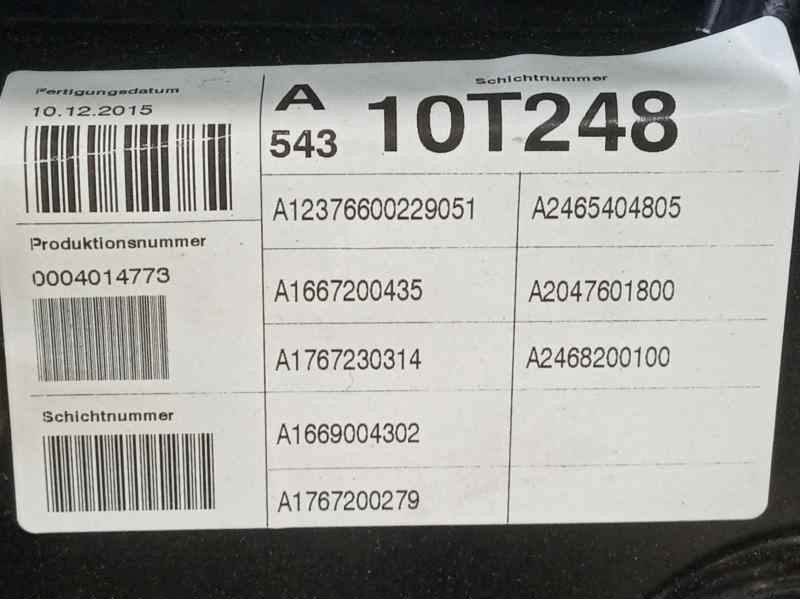 Fertigungsdatum
10.12.2015
Produktionsnummer
0004014773
Schichtnummer
A
543
Schichtnummer
10T248
A12376600229051
A2465404805
A1667200435
A2047601800
A1767230314
A2468200100
A1669004302
A1767200279